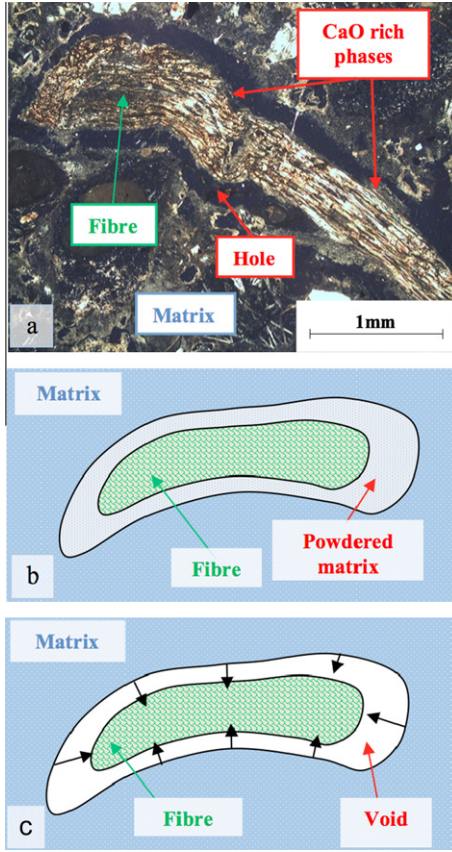 CaO rich
phases
Fibre
Hole
Matrix
a
1mm
Matrix
Fibre
Powdered
matrix
b
Matrix
Fibre
Void
c